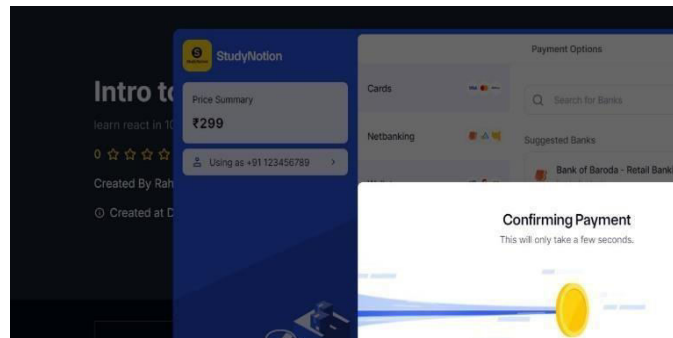 Intro to
learn react in 10
0
Created By Rah
Created at D
StudyNotion
Price Summary
₹299
Using as +91 123456789
Payment Options
Cards
Netbanking
Search for Banks
Suggested Banks
Bank of Baroda - Retail Banki
Confirming Payment
This will only take a few seconds.